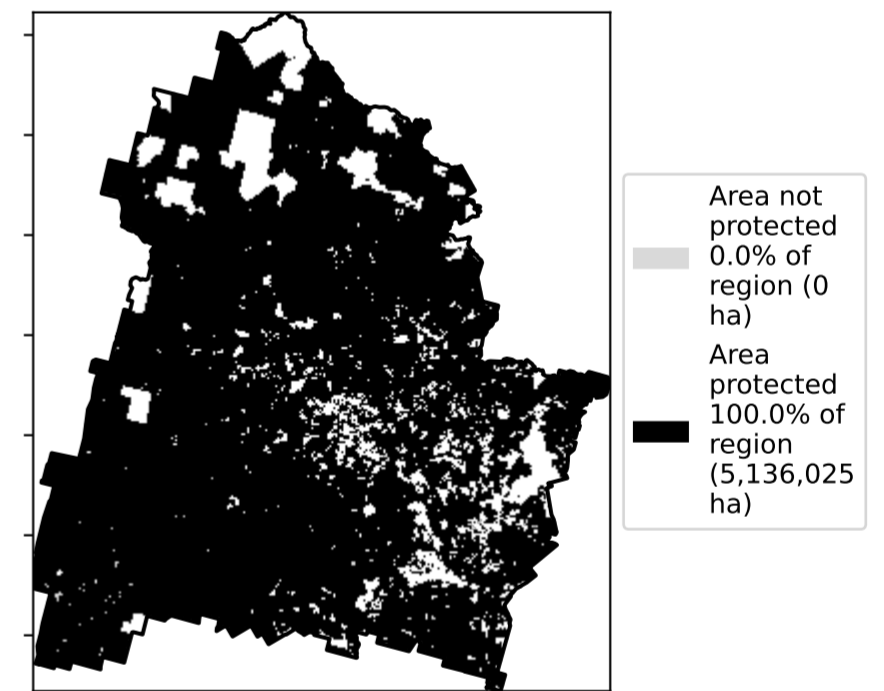 Area not
protected
0.0% of
region (0
ha)
Area
protected
100.0% of
region
(5,136,025
ha)